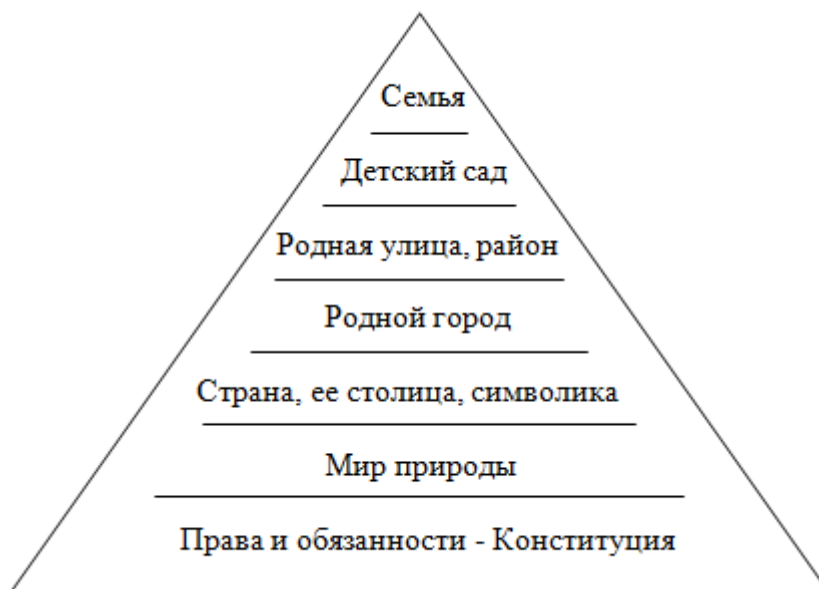 Семья
Детский сад
Родная улица, район
Родной город
Страна, ее столица, символика
Мир природы
Права и обязанности - Конституция